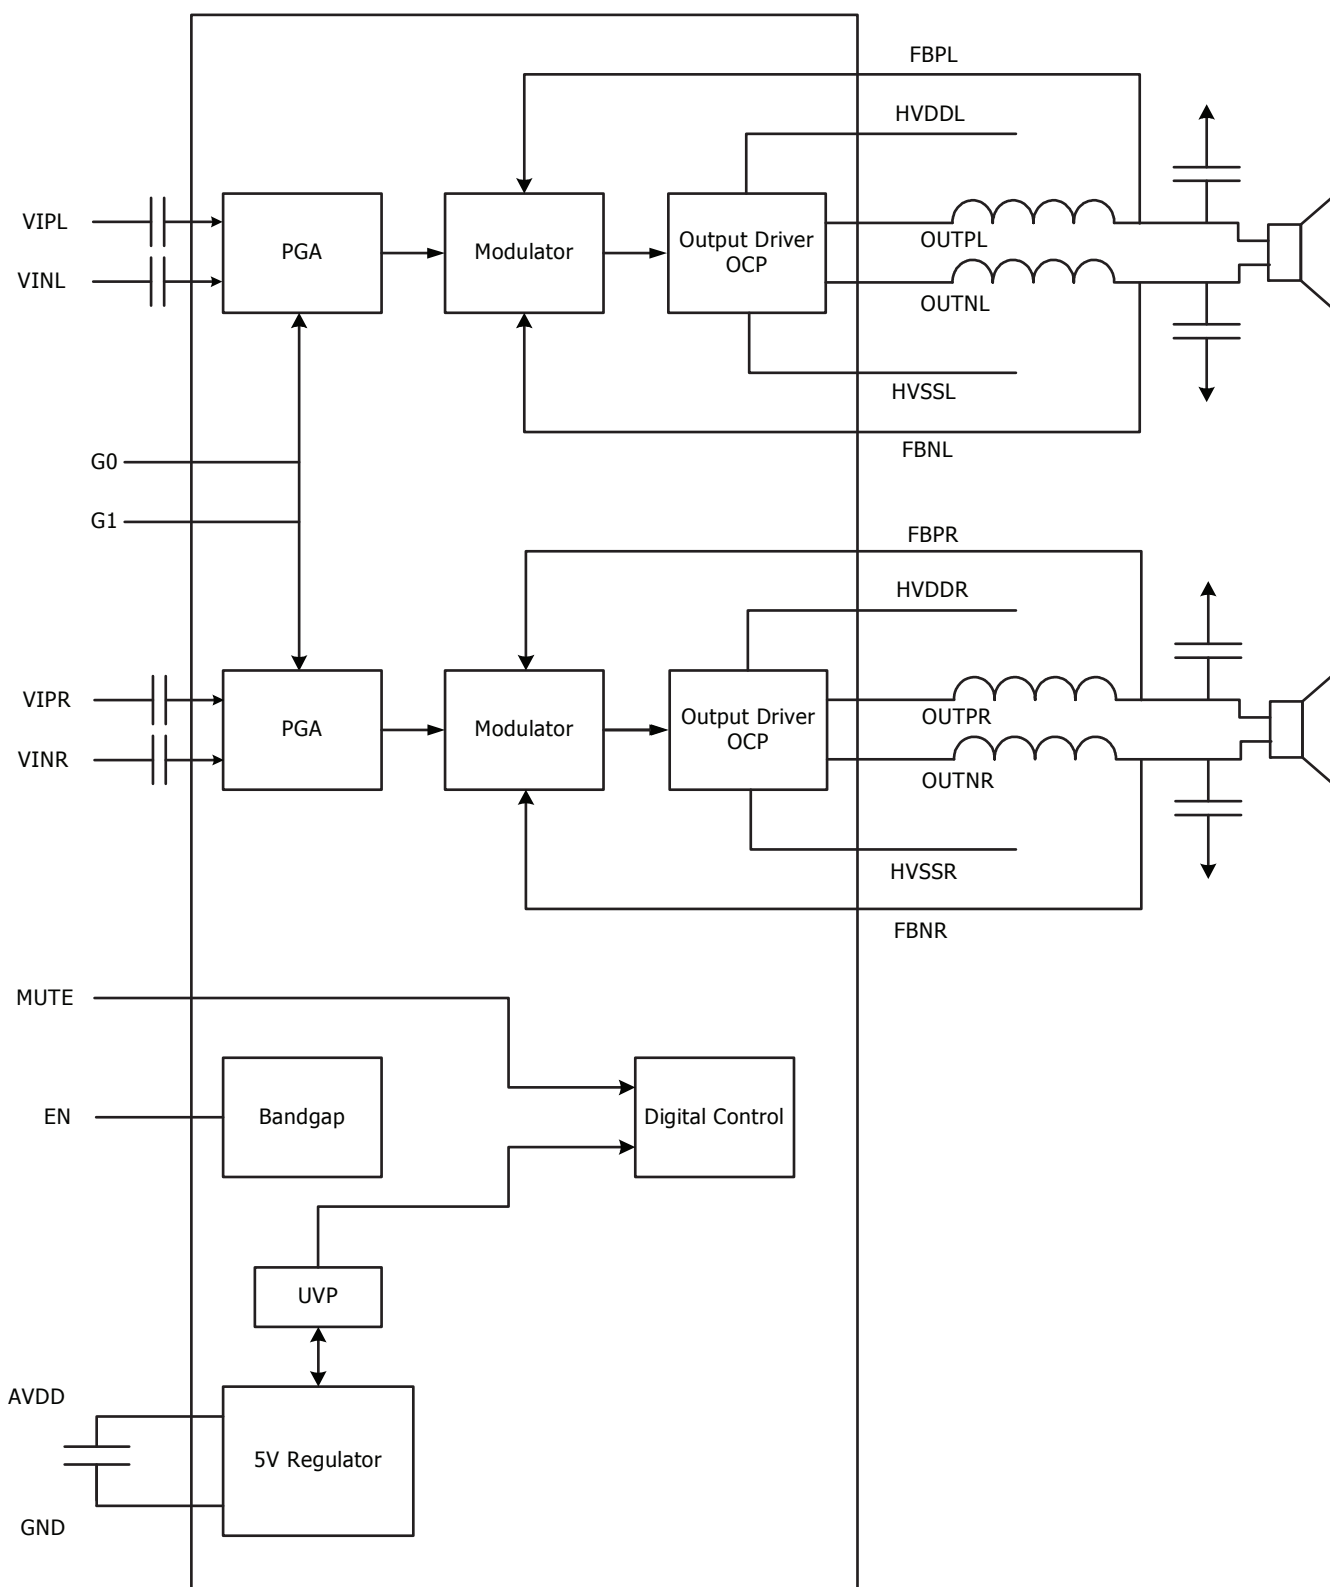 FBPL
HVDDL
VIPL
PGA
Modulator
Output Driver
OCP
OUTPL
VINL
OUTNL
HVSSL
FBNL
G0
G1
FBPR
HVDDR
VIPR
PGA
Modulator
Output Driver
OCP
OUTPR
VINR
OUTNR
HVSSR
FBNR
MUTE
EN
Bandgap
Digital Control
UVP
AVDD
5V Regulator
GND